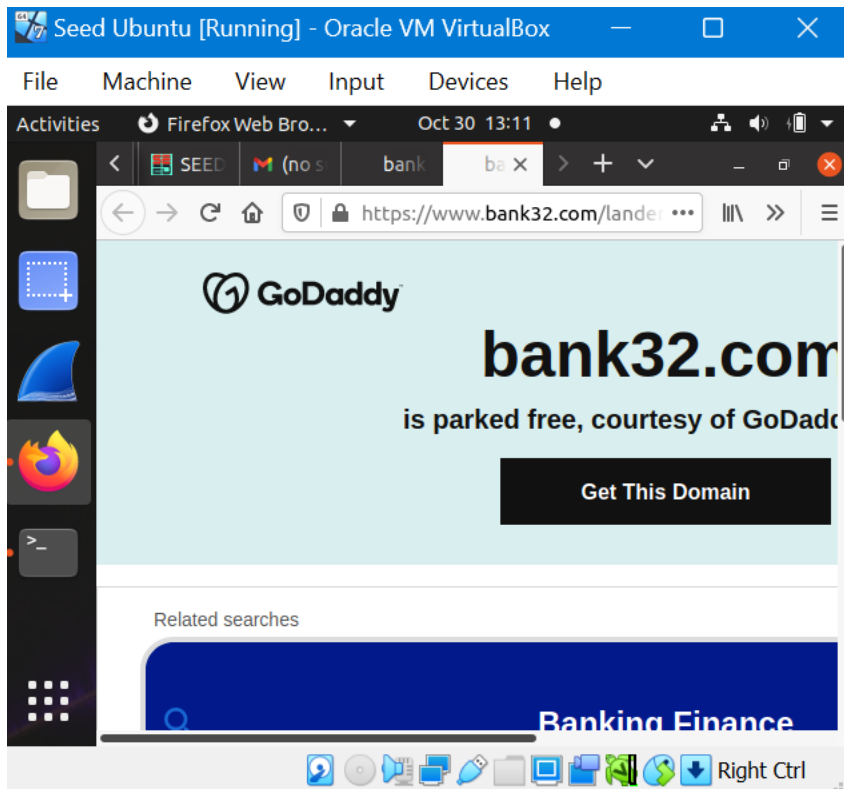 Seed Ubuntu [Running] - Oracle VM VirtualBox
File Machine View Input Devices Help
Activities Firefox Web Bro... Oct 30 13:11
SEED (no s bank ba
https://www.bank32.com/lander
GoDaddy
bank32.com
is parked free, courtesy of GoDadd
Get This Domain
Related searches
Banking Finance
Right Ctrl